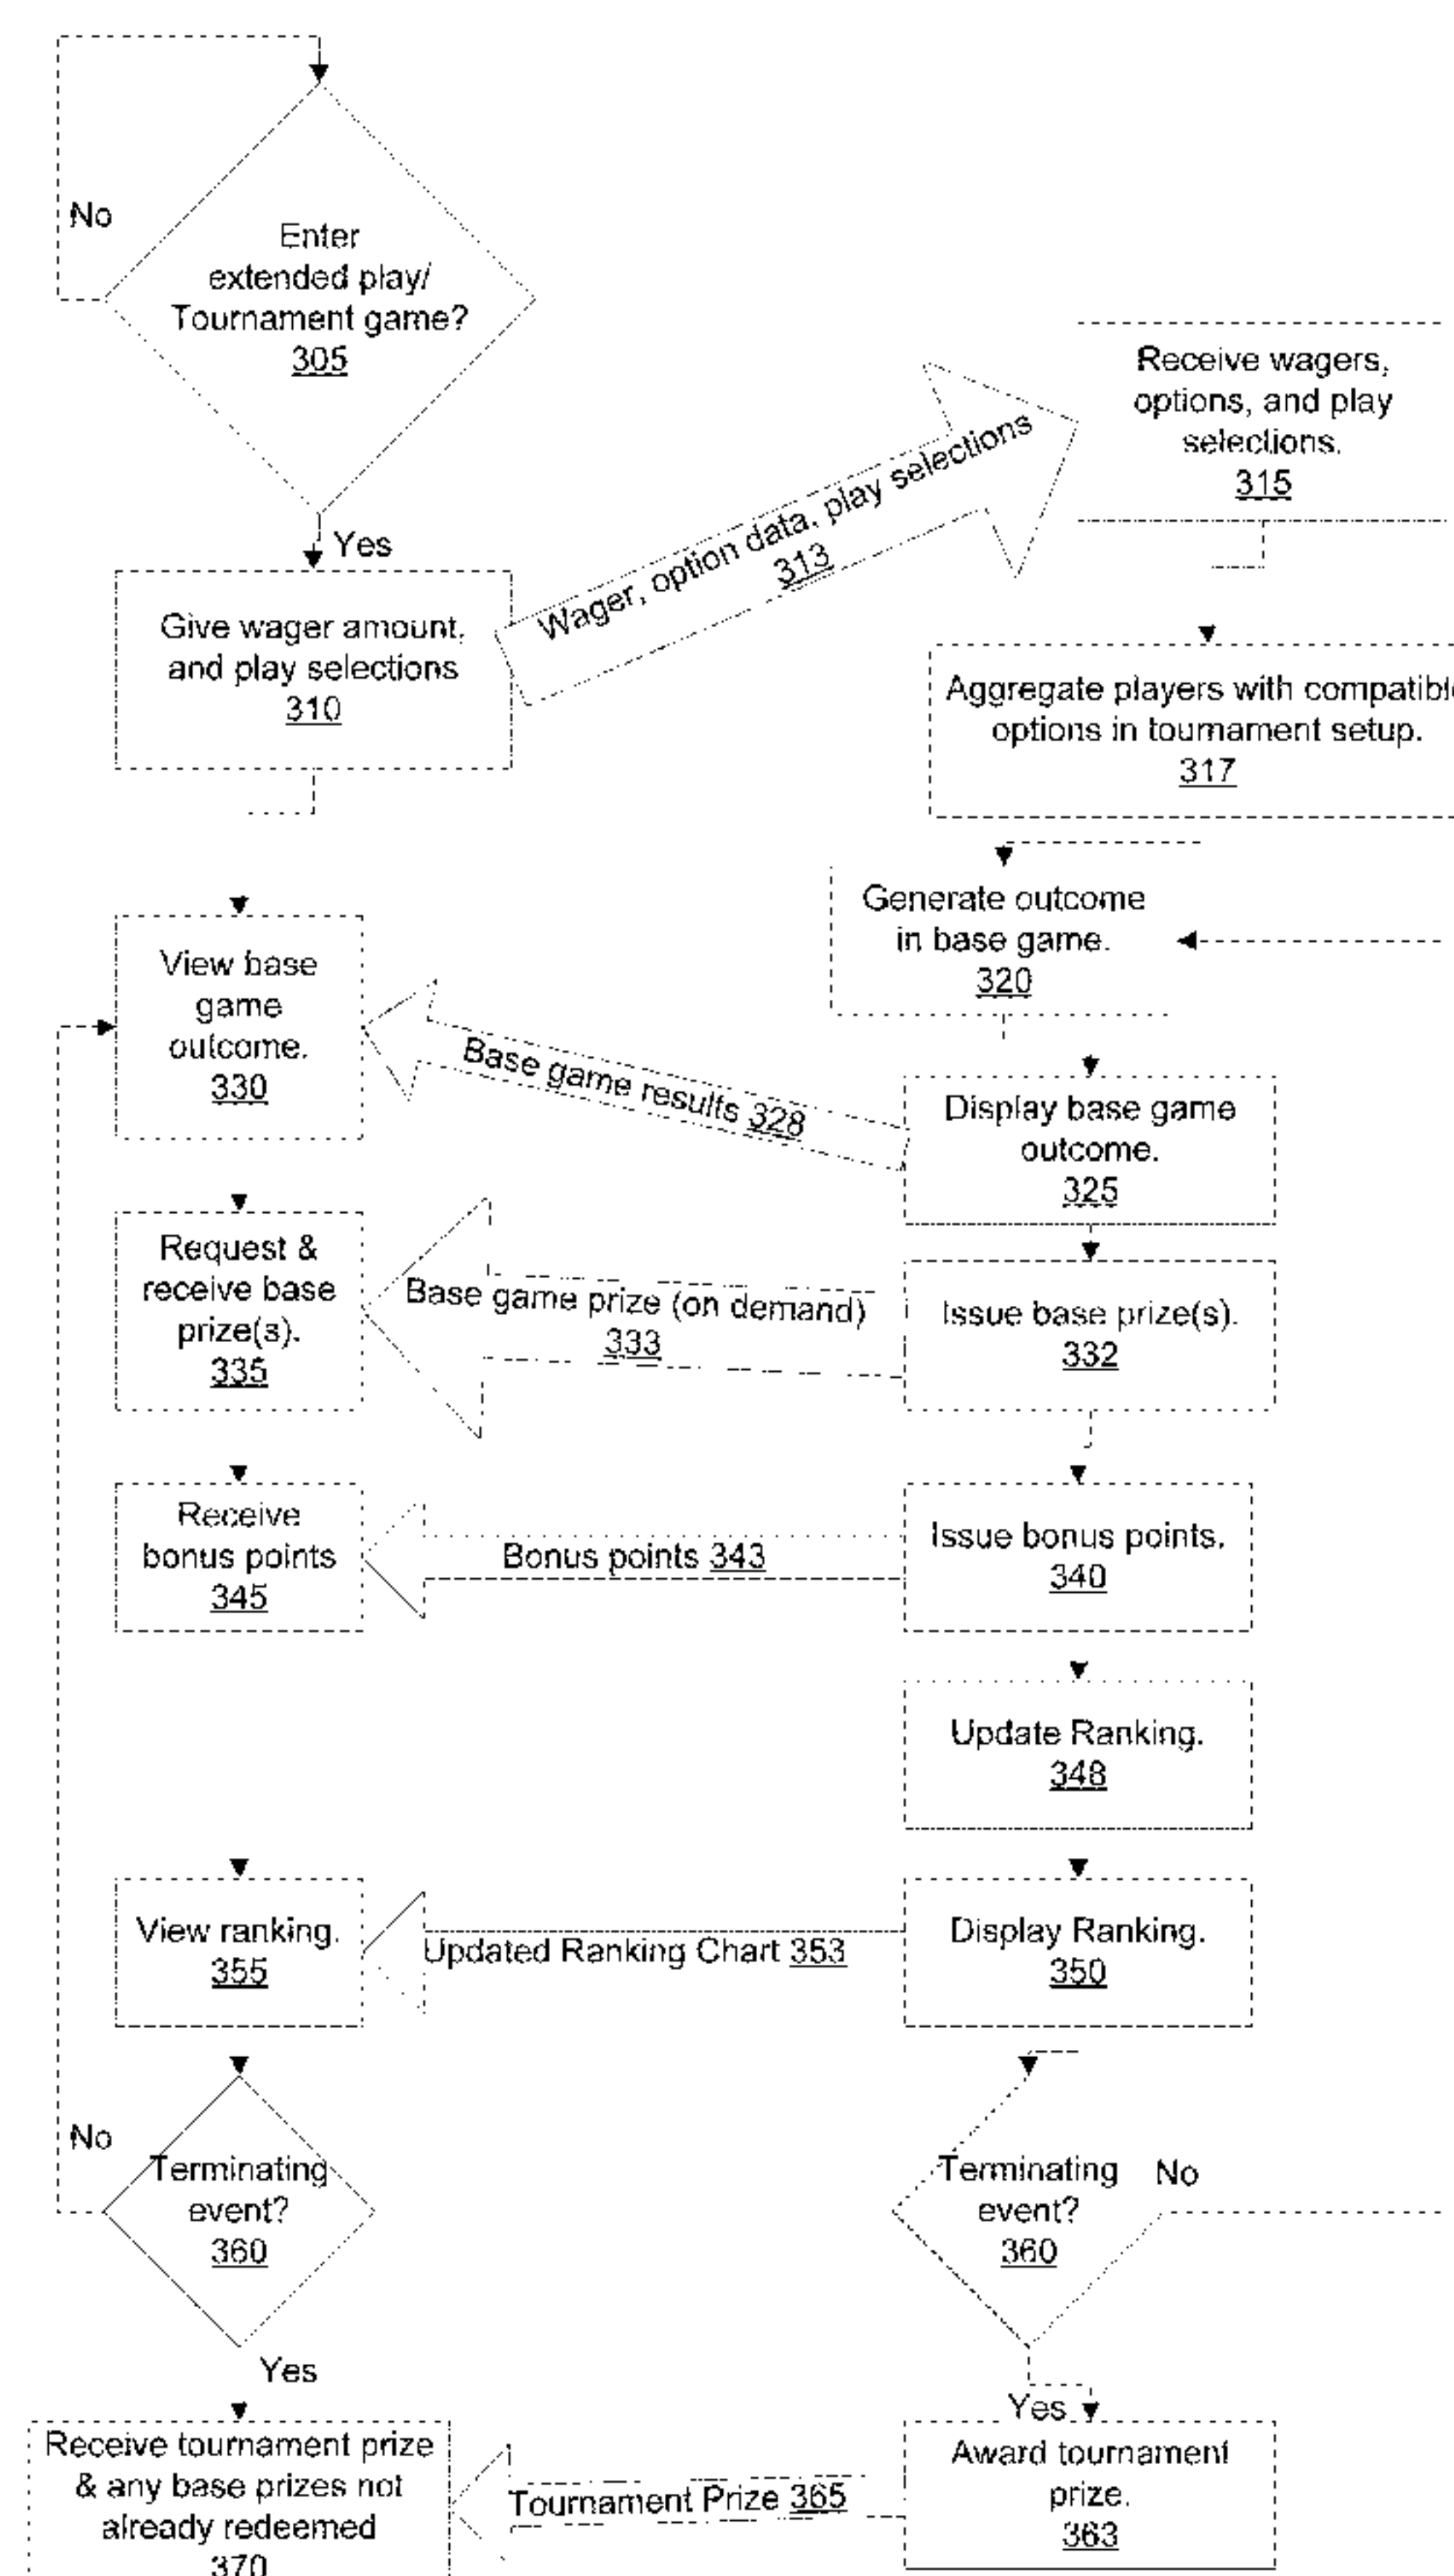 No
Enter
extended play/
Tournament game?
305
Yes
Receive wagers,
options, and play
selections.
315
Wager, option data, play selections
313
Give wager amount,
and play selections
310
Aggregate players with compatible
options in tournament setup.
317
Generate outcome
in base game.
320
View base
game
outcome.
330
Base game results 328
Display base game
outcome.
325
Request &
receive base
prize(s).
335
Base game prize (on demand)
333
Issue base prize(s).
332
Receive
bonus points
345
Bonus points 343
Issue bonus points.
340
Update Ranking.
348
View ranking.
355
Updated Ranking Chart 353
Display Ranking.
350
No
Terminating
event?
360
Yes
Terminating
event?
360
No
Yes
Receive tournament prize
& any base prizes not
already redeemed
370
Tournament Prize 365
Award tournament
prize.
363